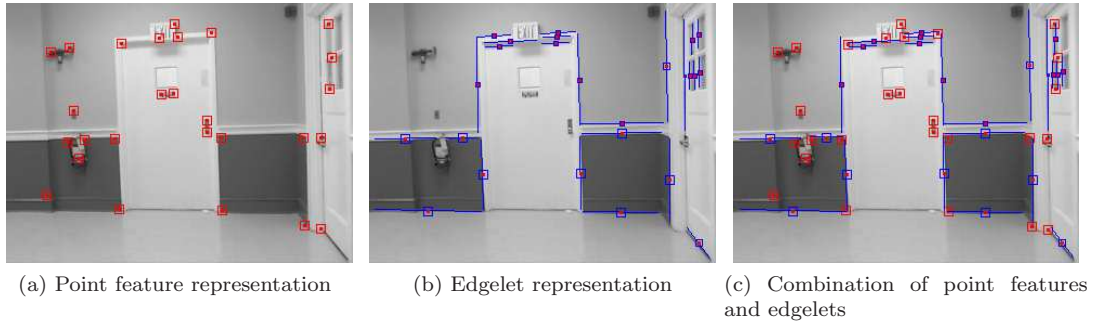 EXIT
EXIT
EXIT
(a) Point feature representation
(b) Edgelet representation
(c) Combination of point features
and edgelets